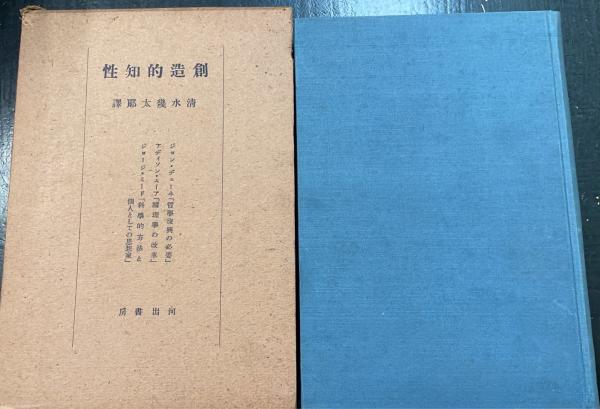 創造的知性
清水幾太郎譯
ジョン・デューイ『哲學復興の必要』
アディソン・ムーア『論理學の改革』
ジョージ・ミード『科學的方法と
個人としての思想家』
河出書房